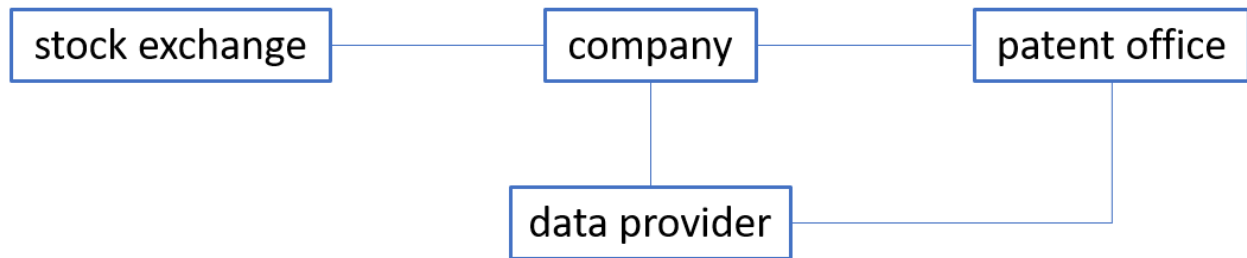 stock exchange
company
patent office
data provider